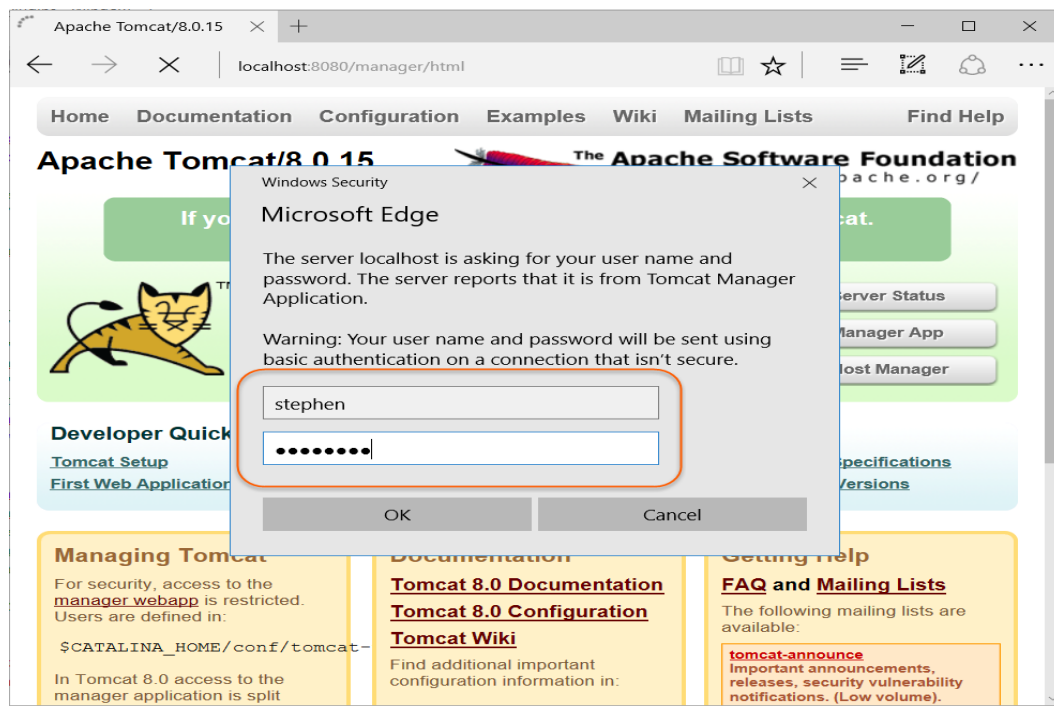 Apache Tomcat/8.0.15
localhost:8080/manager/html
Home Documentation Configuration Examples Wiki Mailing Lists Find Help
Apache Tomcat/8.0.15
The Apache Software Foundation
pache.org/
If yo
cat.
TM
Windows Security
Microsoft Edge
The server localhost is asking for your user name and
password. The server reports that it is from Tomcat Manager
Application.
Warning: Your user name and password will be sent using
basic authentication on a connection that isn't secure.
stephen
●●●●●●●●
OK Cancel
erver Status
Manager App
Host Manager
Developer Quick
Tomcat Setup
First Web Application
Specifications
Versions
Managing Tomcat
For security, access to the
manager webapp is restricted.
Users are defined in:
$CATALINA_HOME/conf/tomcat-
In Tomcat 8.0 access to the
manager application is split
Documentation
Tomcat 8.0 Documentation
Tomcat 8.0 Configuration
Tomcat Wiki
Find additional important
configuration information in:
Getting Help
FAQ and Mailing Lists
The following mailing lists are
available:
tomcat-announce
Important announcements,
releases, security vulnerability
notifications. (Low volume).